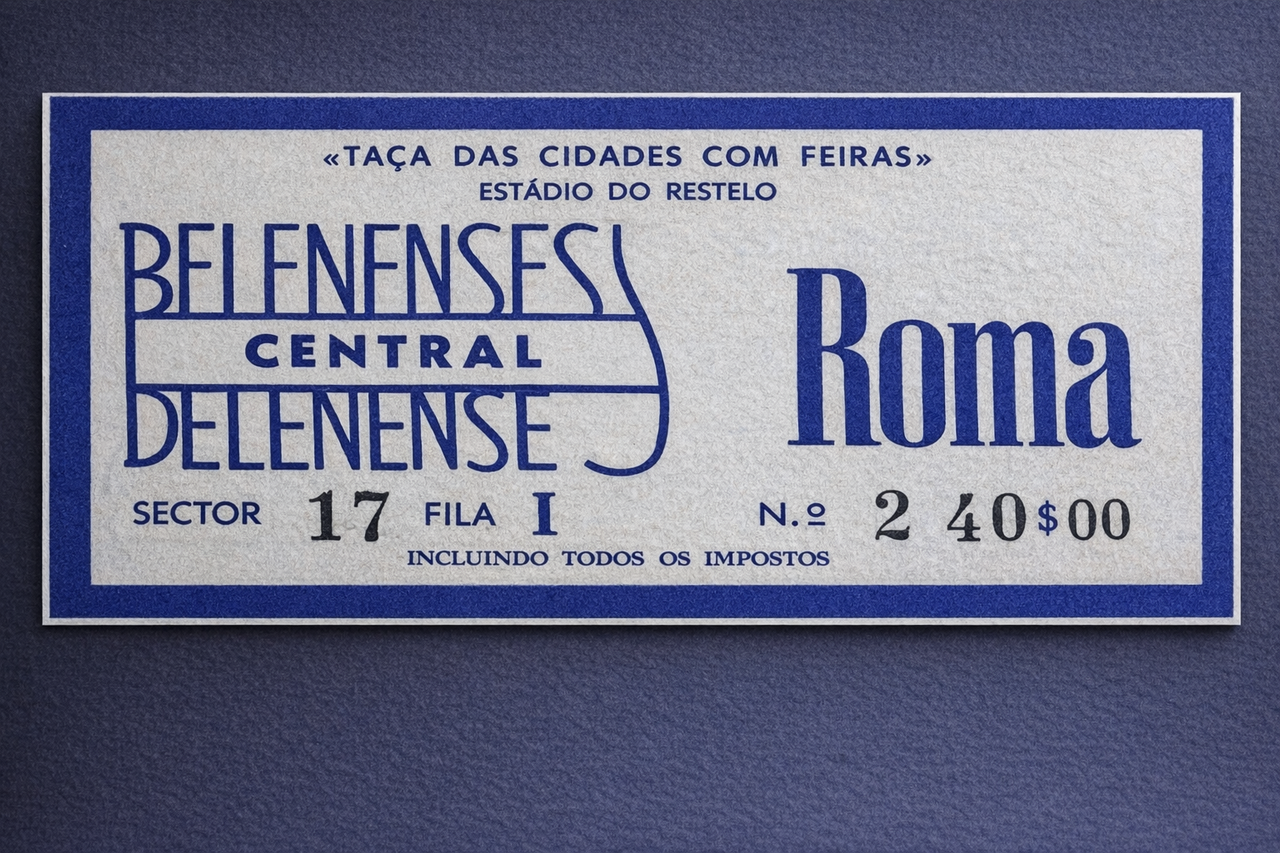 «TAÇA DAS CIDADES COM FEIRAS»
ESTÁDIO DO RESTELO
BELENENSES
CENTRAL
DELENENSE
Roma
SECTOR 17 FILA I N.º 2 40$00
INCLUINDO TODOS OS IMPOSTOS